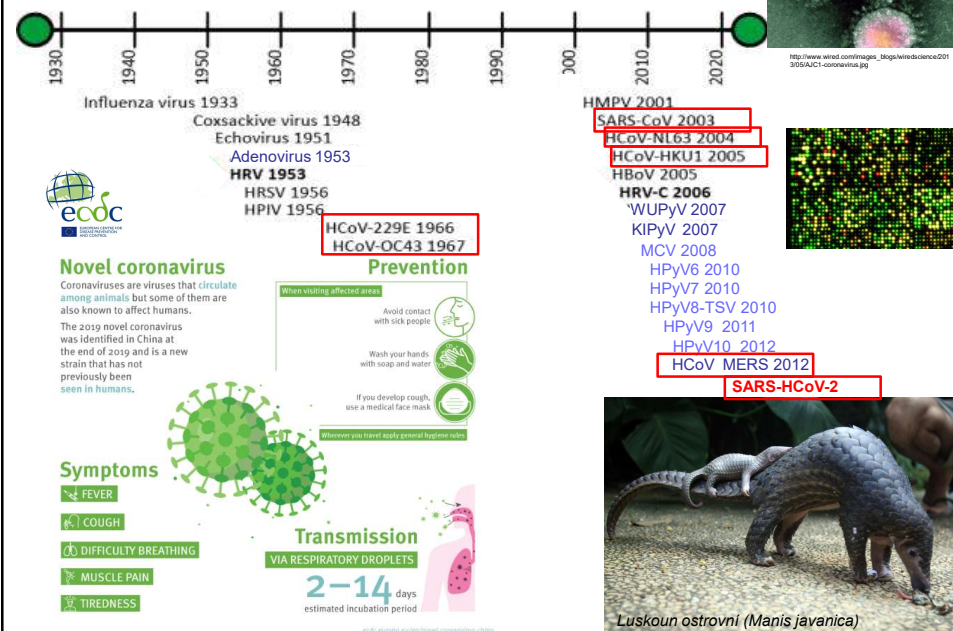 1930
1940
1950
1960
1970
1980
1990
000
2010
2020
http://www.wired.com/images_blogs/wiredscience/201
3/05/AJC1-coronavirus.jpg
Influenza virus 1933
Coxsackive virus 1948
Echovirus 1951
Adenovirus 1953
HRV 1953
HRSV 1956
HPIV 1956
HCoV-229E 1966
HCoV-OC43 1967
HMPV 2001
SARS-CoV 2003
HCoV-NL63 2004
HCoV-HKU1 2005
HBoV 2005
HRV-C 2006
WUPyV 2007
KIPyV 2007
MCV 2008
HPyV6 2010
HPyV7 2010
HPyV8-TSV 2010
HPyV9 2011
HPyV10 2012
HCoV MERS 2012
SARS-HCoV-2
ecdc
EUROPEAN CENTRE FOR
DISEASE PREVENTION
AND CONTROL
Novel coronavirus
Coronaviruses are viruses that circulate
among animals but some of them are
also known to affect humans.
The 2019 novel coronavirus
was identified in China at
the end of 2019 and is a new
strain that has not
previously been
seen in humans.
Prevention
When visiting affected areas
Avoid contact
with sick people
Wash your hands
with soap and water
If you develop cough,
use a medical face mask
Wherever you travel apply general hygiene rules
Symptoms
FEVER
COUGH
DIFFICULTY BREATHING
MUSCLE PAIN
TIREDNESS
Transmission
VIA RESPIRATORY DROPLETS
2–14 days
estimated incubation period
Luskoun ostrovní (Manis javanica)